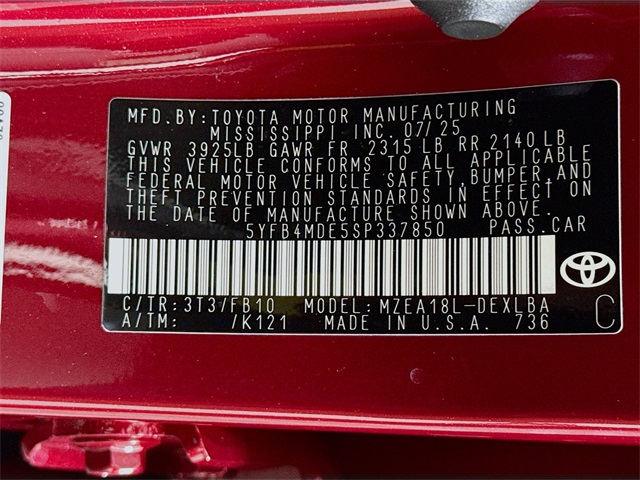 MFD.BY:TOYOTA MOTOR MANUFACTURING
MISSISSIPPI INC.07/25
GVWR 3925LB GAWR FR 2315 LB RR 2140 LB
THIS VEHICLE CONFORMS TO ALL APPLICABLE
FEDERAL MOTOR VEHICLE SAFETY,BUMPER,AND
THEFT PREVENTION STANDARDS IN EFFECT ON
THE DATE OF MANUFACTURE SHOWN ABOVE.
5YFB4MDE5SP337850 PASS.CAR
C/TR:3T3/FB10 MODEL:MZEA18L-DEXLBA
A/TM: /K121 MADE IN U.S.A. 736 C